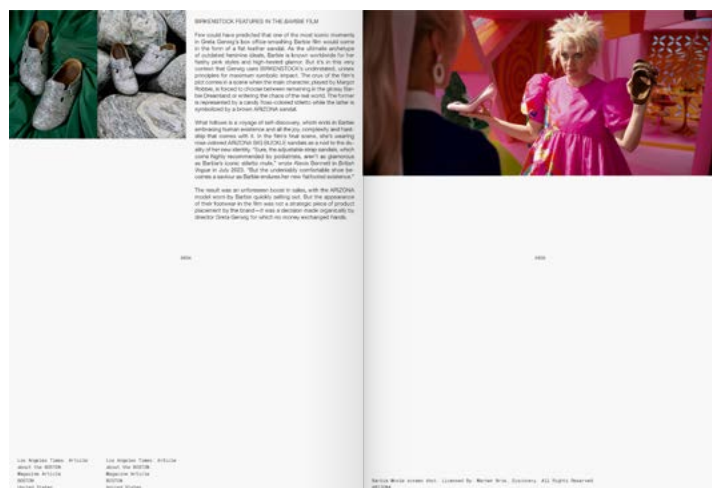 BIRKENSTOCK FEATURES IN THE BARBIE FILM
Few could have predicted that one of the most iconic moments
in Greta Gerwig's box office-smashing Barbie film would come
in the form of a flat leather sandal. As the ultimate archetype
of outdated feminine ideals, Barbie is known worldwide for her
flashy pink styles and high-heeled glamor. But it's in this very
context that Gerwig uses BIRKENSTOCK's understated, unisex
principles for maximum symbolic impact. The crux of the film's
plot comes in a scene when the main character, played by Margot
Robbie, is forced to choose between remaining in the glossy Bar-
bie Dreamland or entering the chaos of the real world. The former
is represented by a candy floss-colored stiletto while the latter is
symbolized by a brown ARIZONA sandal.
What follows is a voyage of self-discovery, which ends in Barbie
embracing human existence and all the joy, complexity and hard-
ship that comes with it. In the film's final scene, she's wearing
rose-colored ARIZONA BIG BUCKLE sandals as a nod to the du-
ality of her new identity. "Sure, the adjustable-strap sandals, which
come highly recommended by podiatrists, aren't as glamorous
as Barbie's iconic stiletto mule," wrote Alexis Bennett in British
Vogue in July 2023. "But the undeniably comfortable shoe be-
comes a saviour as Barbie endures her new flatfooted existence."
The result was an unforeseen boost in sales, with the ARIZONA
model worn by Barbie quickly selling out. But the appearance
of their footwear in the film was not a strategic piece of product
placement by the brand—it was a decision made organically by
director Greta Gerwig for which no money exchanged hands.
Los Angeles Times. Article
about the BOSTON
Magazine Article
BOSTON
United States
Los Angeles Times. Article
about the BOSTON
Magazine Article
BOSTON
United States
Barbie Movie screen shot. Licensed By: Warner Bros. Discovery. All Rights Reserved
ARIZONA